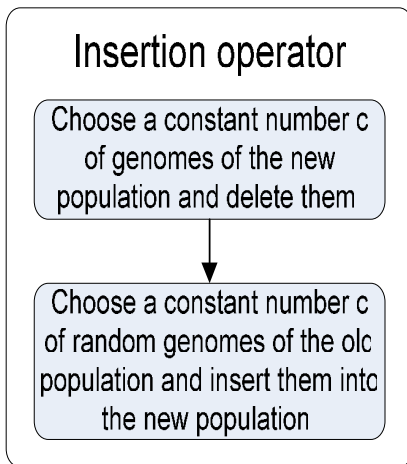 Insertion operator
Choose a constant number c
of genomes of the new
population and delete them
Choose a constant number c
of random genomes of the old
population and insert them into
the new population